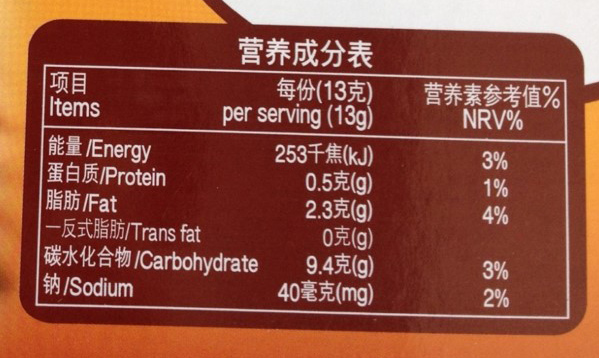 营养成分表
项目 每份(13克) 营养素参考值%
Items per serving (13g) NRV%
能量/Energy 253千焦(kJ) 3%
蛋白质/Protein 0.5克(g) 1%
脂肪/Fat 2.3克(g) 4%
—反式脂肪/Trans fat 0克(g)
碳水化合物/Carbohydrate 9.4克(g) 3%
钠/Sodium 40毫克(mg) 2%